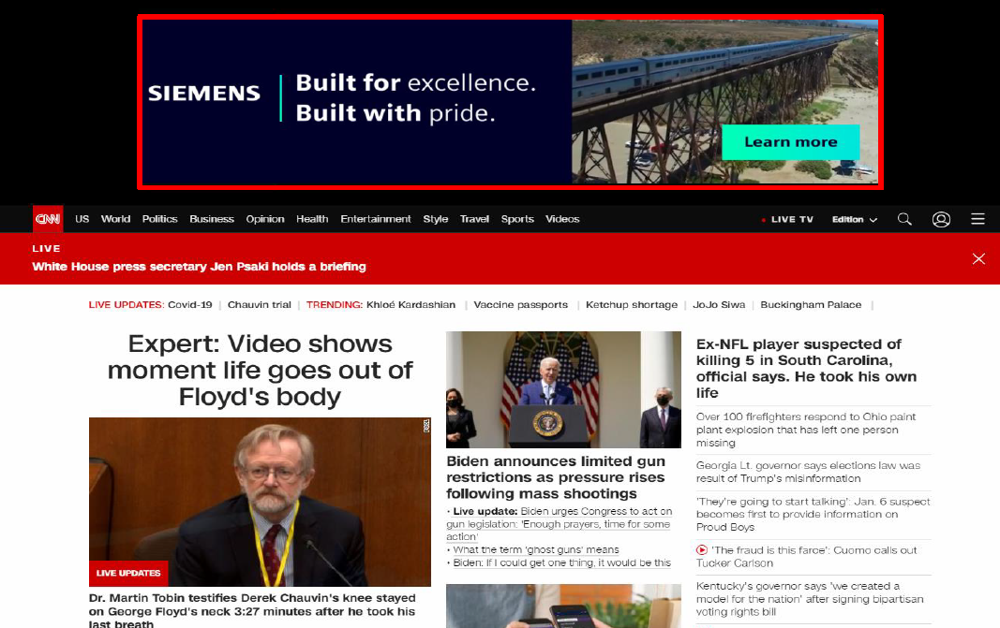 SIEMENS
Built for excellence.
Built with pride.
Learn more
CNN
US World Politics Business Opinion Health Entertainment Style Travel Sports Videos
LIVE TV Edition
LIVE
White House press secretary Jen Psaki holds a briefing
LIVE UPDATES: Covid-19 | Chauvin trial | TRENDING: Khloé Kardashian | Vaccine passports | Ketchup shortage | JoJo Siwa | Buckingham Palace |
Expert: Video shows
moment life goes out of
Floyd's body
LIVE UPDATES
Dr. Martin Tobin testifies Derek Chauvin's knee stayed
on George Floyd's neck 3:27 minutes after he took his
last breath
Biden announces limited gun
restrictions as pressure rises
following mass shootings
• Live update: Biden urges Congress to act on
gun legislation: 'Enough prayers, time for some
action'
• What the term 'ghost guns' means
• Biden: If I could get one thing, it would be this
Ex-NFL player suspected of
killing 5 in South Carolina,
official says. He took his own
life
Over 100 firefighters respond to Ohio paint
plant explosion that has left one person
missing
Georgia Lt. governor says elections law was
result of Trump's misinformation
'They're going to start talking': Jan. 6 suspect
becomes first to provide information on
Proud Boys
'The fraud is this farce': Cuomo calls out
Tucker Carlson
Kentucky's governor says 'we created a
model for the nation' after signing bipartisan
voting rights bill